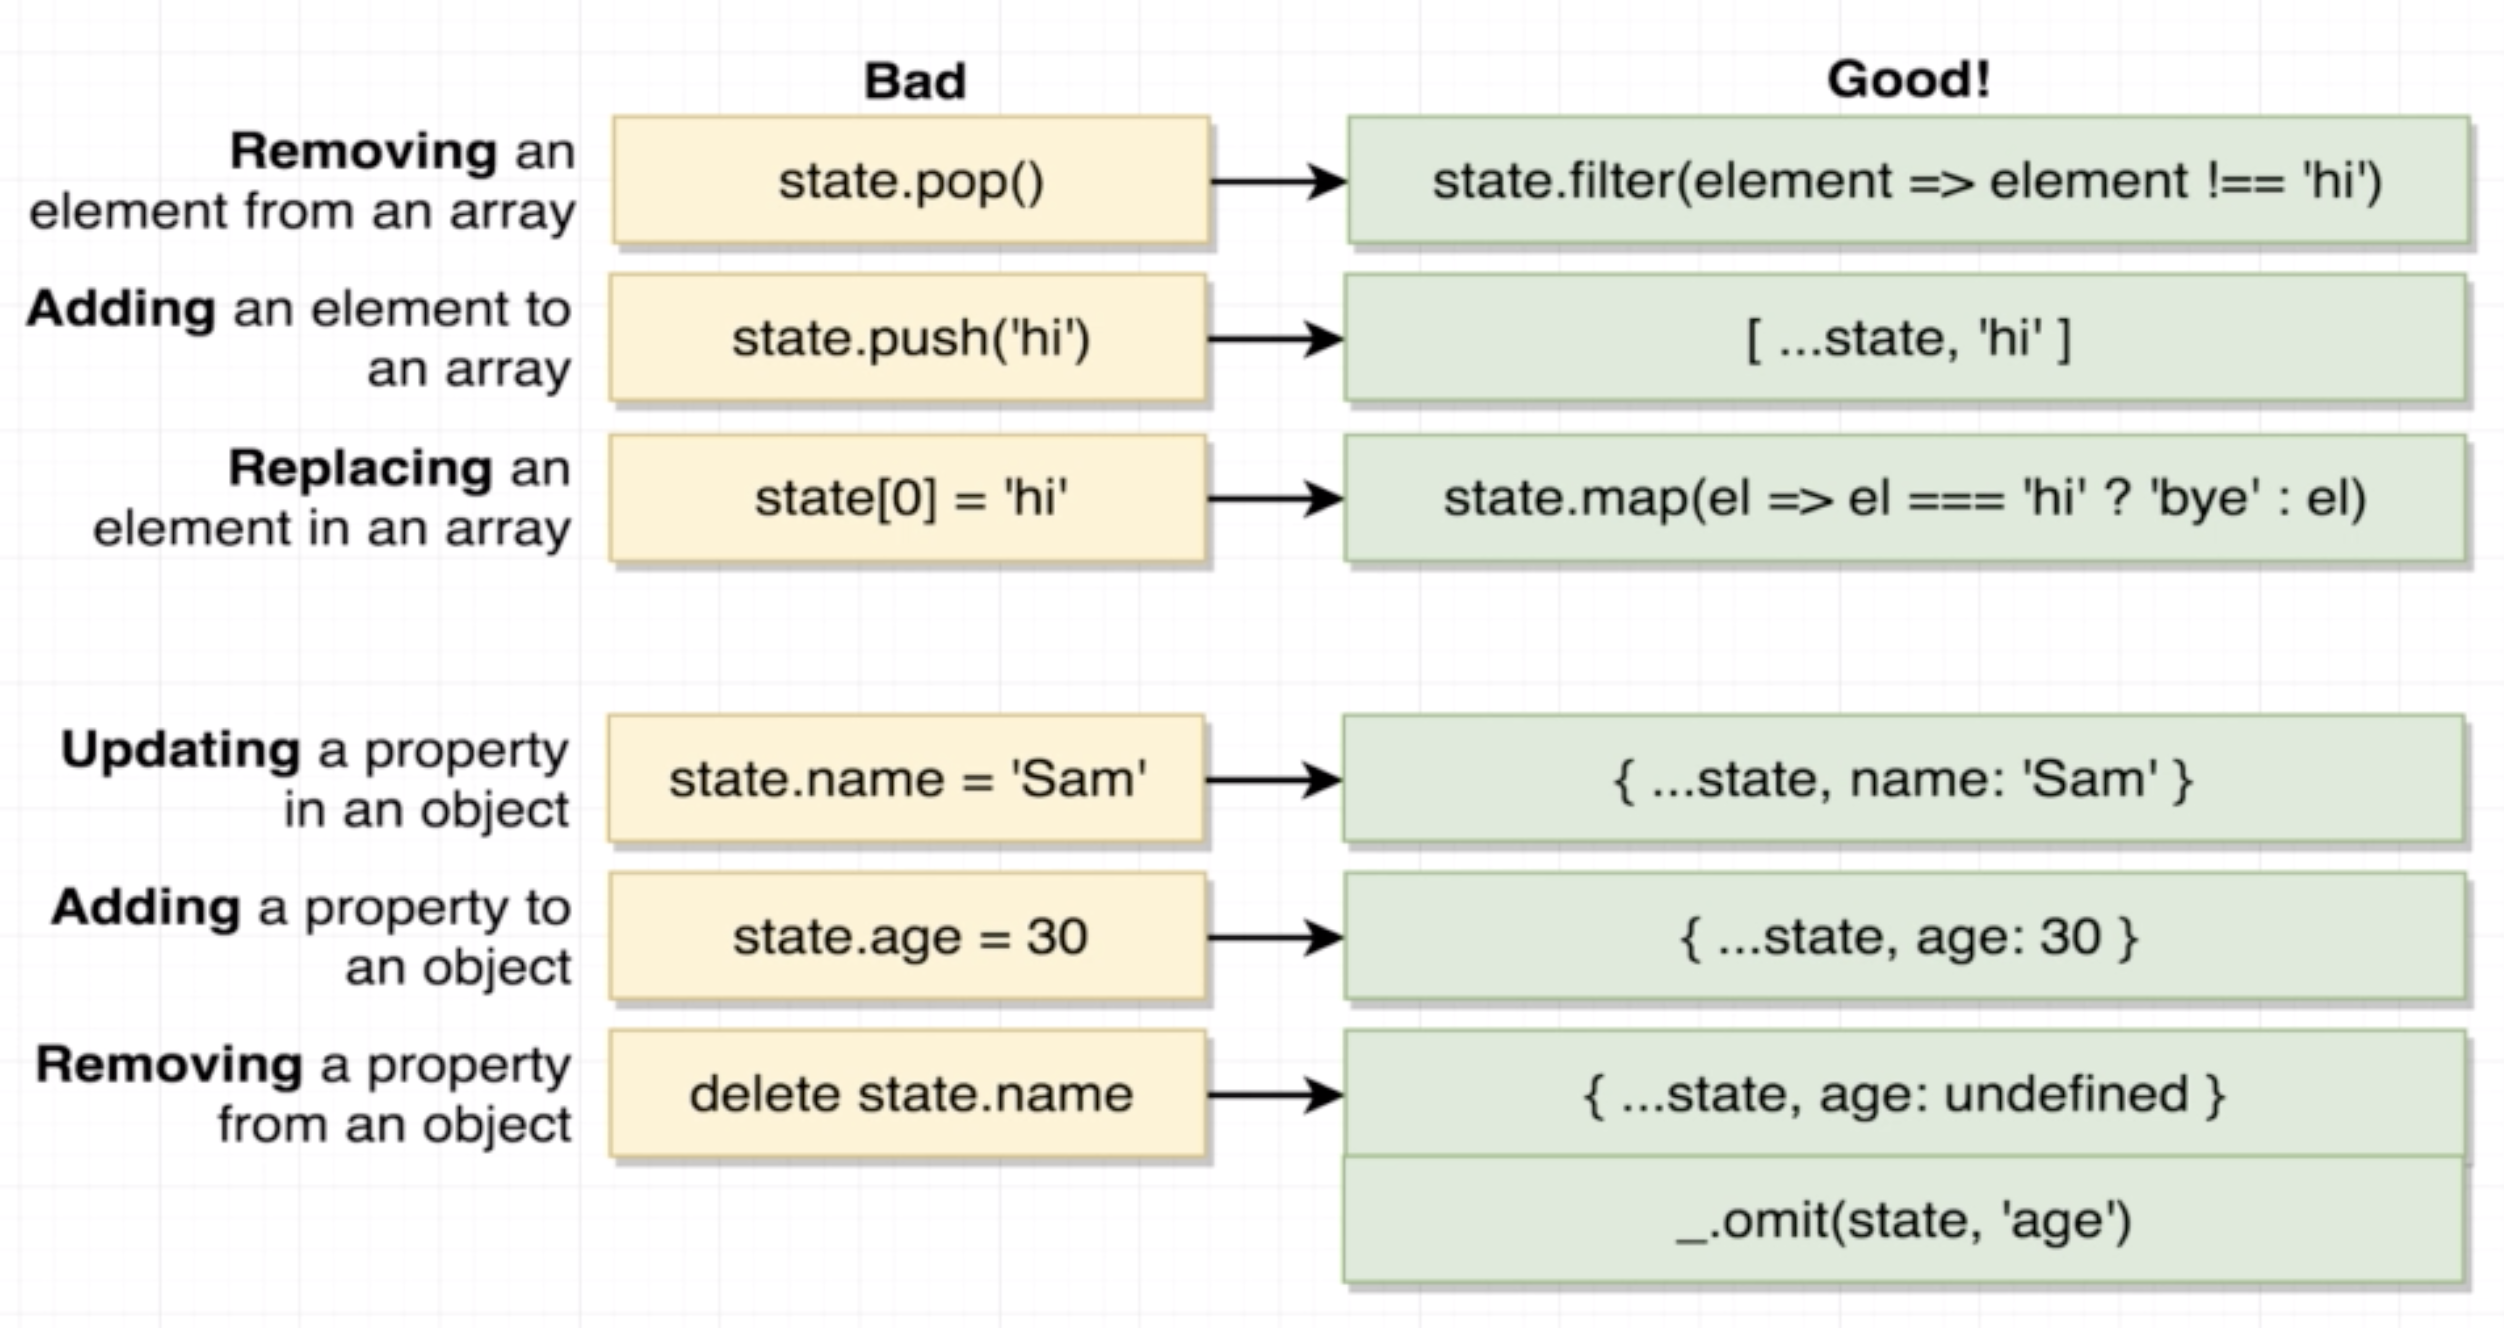 Bad
Good!
Removing an
element from an array
state.pop()
state.filter(element => element !== 'hi')
Adding an element to
an array
state.push('hi')
[ ...state, 'hi' ]
Replacing an
element in an array
state[0] = 'hi'
state.map(el => el === 'hi' ? 'bye' : el)
Updating a property
in an object
state.name = 'Sam'
{ ...state, name: 'Sam' }
Adding a property to
an object
state.age = 30
{ ...state, age: 30 }
Removing a property
from an object
delete state.name
{ ...state, age: undefined }
_.omit(state, 'age')